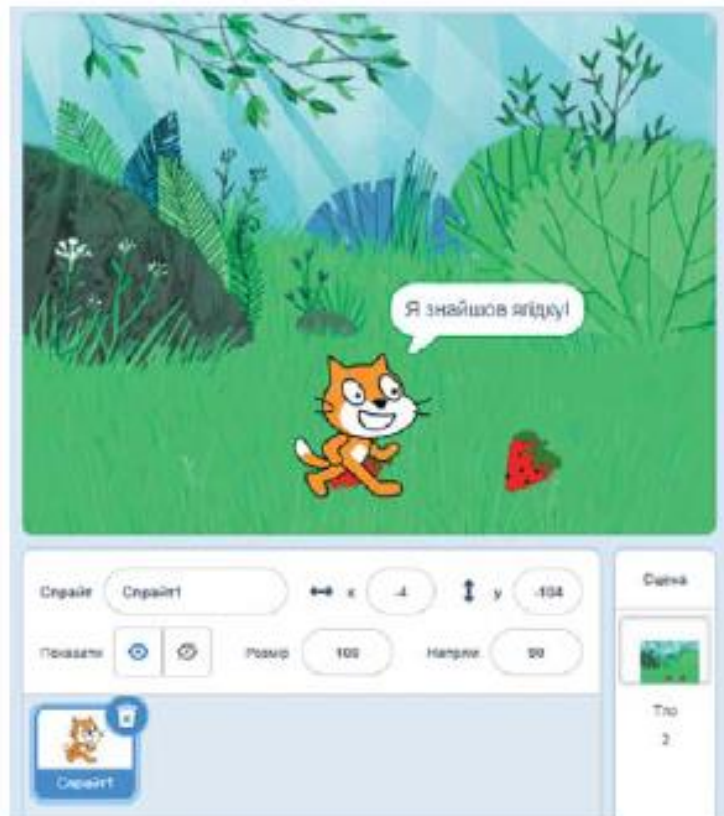 Я знайшов ягідку!
Спрайт Спрайт1 x -4 y -104
Показати Розмір 100 Напрям 90
Спрайт1
Сцена
Тло
2